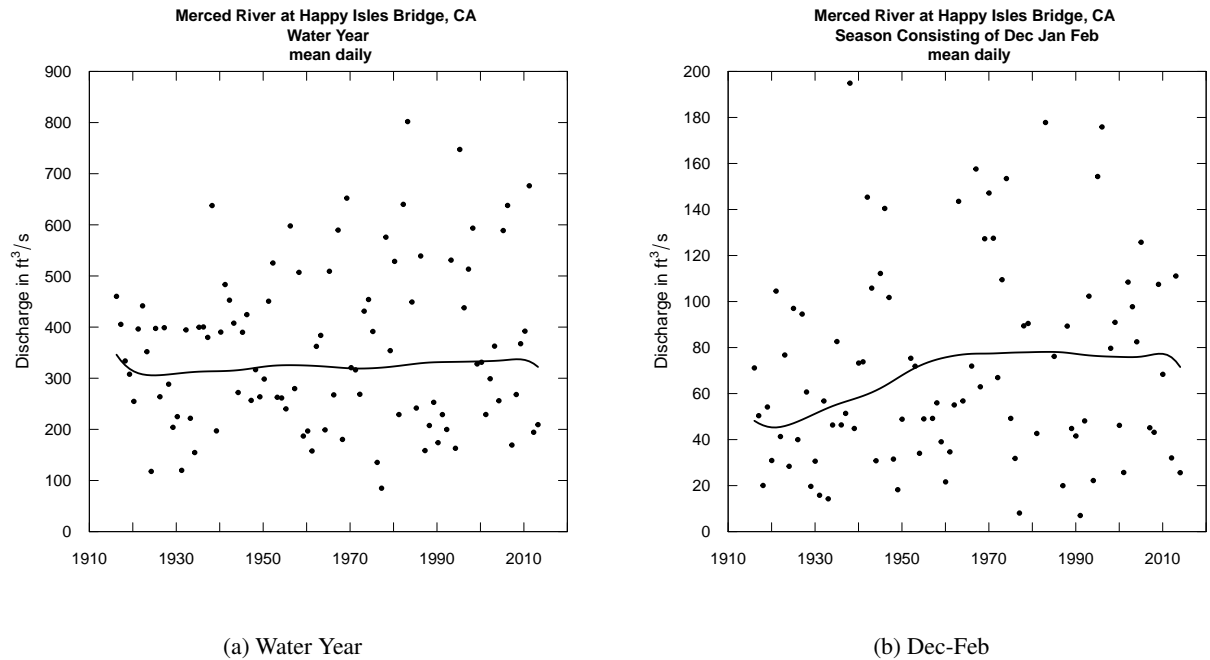 Merced River at Happy Isles Bridge, CA
Water Year
mean daily
900
800
700
600
500
400
300
200
100
0
Discharge in ft³/s
1910 1930 1950 1970 1990 2010
(a) Water Year
Merced River at Happy Isles Bridge, CA
Season Consisting of Dec Jan Feb
mean daily
200
180
160
140
120
100
80
60
40
20
0
Discharge in ft³/s
1910 1930 1950 1970 1990 2010
(b) Dec-Feb